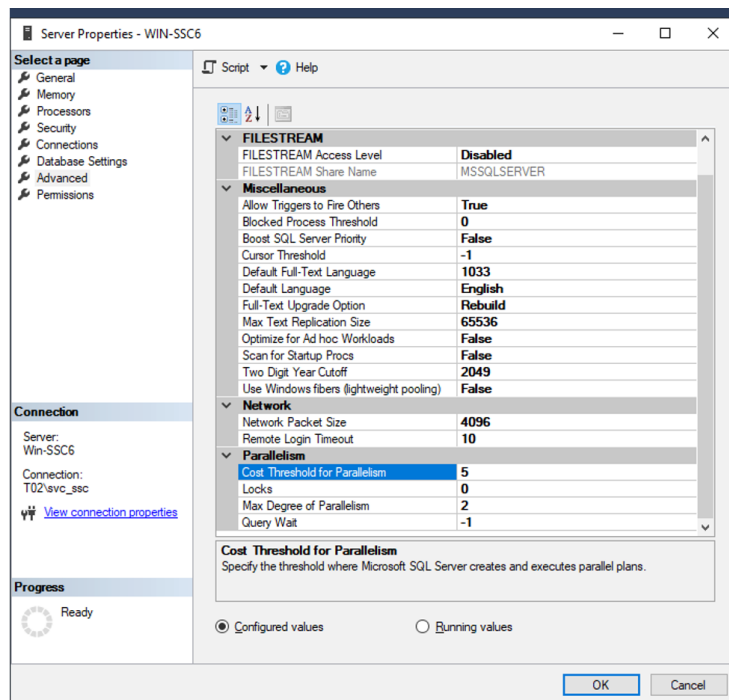 Server Properties - WIN-SSC6
Select a page
General
Memory
Processors
Security
Connections
Database Settings
Advanced
Permissions
Connection
Server:
Win-SSC6
Connection:
T02\svc_ssc
View connection properties
Progress
Ready
Script
Help
FILESTREAM
FILESTREAM Access Level Disabled
FILESTREAM Share Name MSSQLSERVER
Miscellaneous
Allow Triggers to Fire Others True
Blocked Process Threshold 0
Boost SQL Server Priority False
Cursor Threshold -1
Default Full-Text Language 1033
Default Language English
Full-Text Upgrade Option Rebuild
Max Text Replication Size 65536
Optimize for Ad hoc Workloads False
Scan for Startup Procs False
Two Digit Year Cutoff 2049
Use Windows fibers (lightweight pooling) False
Network
Network Packet Size 4096
Remote Login Timeout 10
Parallelism
Cost Threshold for Parallelism 5
Locks 0
Max Degree of Parallelism 2
Query Wait -1
Cost Threshold for Parallelism
Specify the threshold where Microsoft SQL Server creates and executes parallel plans.
Configured values Running values
OK Cancel